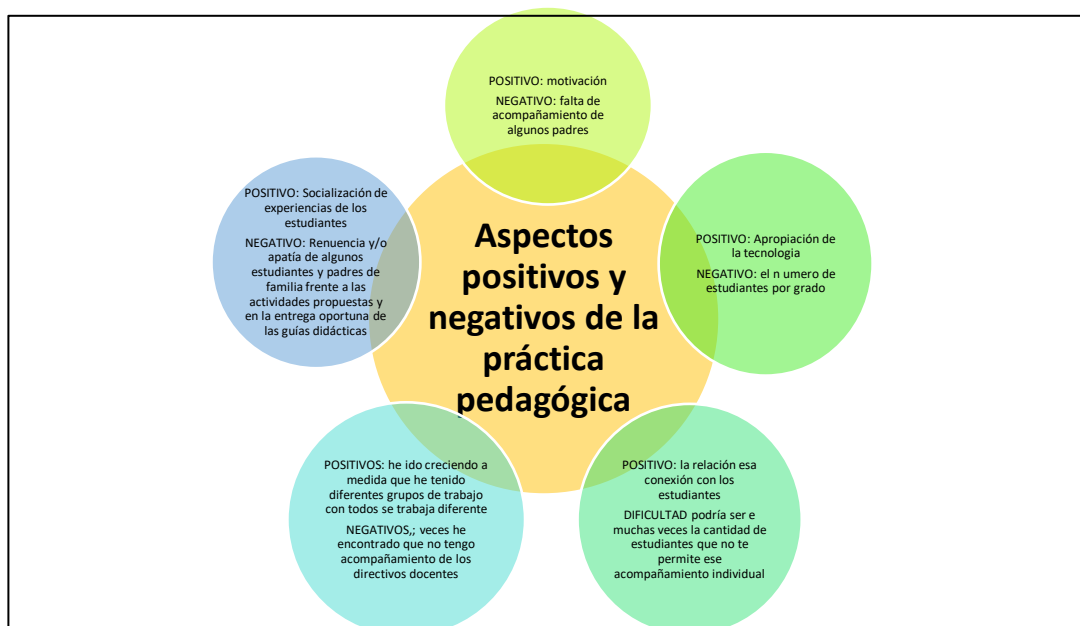 POSITIVO: motivación
NEGATIVO: falta de
acompañamiento de
algunos padres
POSITIVO: Apropiación de
la tecnologia
NEGATIVO: el n umero de
estudiantes por grado
POSITIVO: la relación esa
conexión con los
estudiantes
DIFICULTAD podría ser e
muchas veces la cantidad de
estudiantes que no te
permite ese
acompañamiento individual
POSITIVOS: he ido creciendo a
medida que he tenido
diferentes grupos de trabajo
con todos se trabaja diferente
NEGATIVOS,; veces he
encontrado que no tengo
acompañamiento de los
directivos docentes
POSITIVO: Socialización de
experiencias de los
estudiantes
NEGATIVO: Renuencia y/o
apatía de algunos
estudiantes y padres de
familia frente a las
actividades propuestas y
en la entrega oportuna de
las guías didácticas
Aspectos
positivos y
negativos de la
práctica
pedagógica